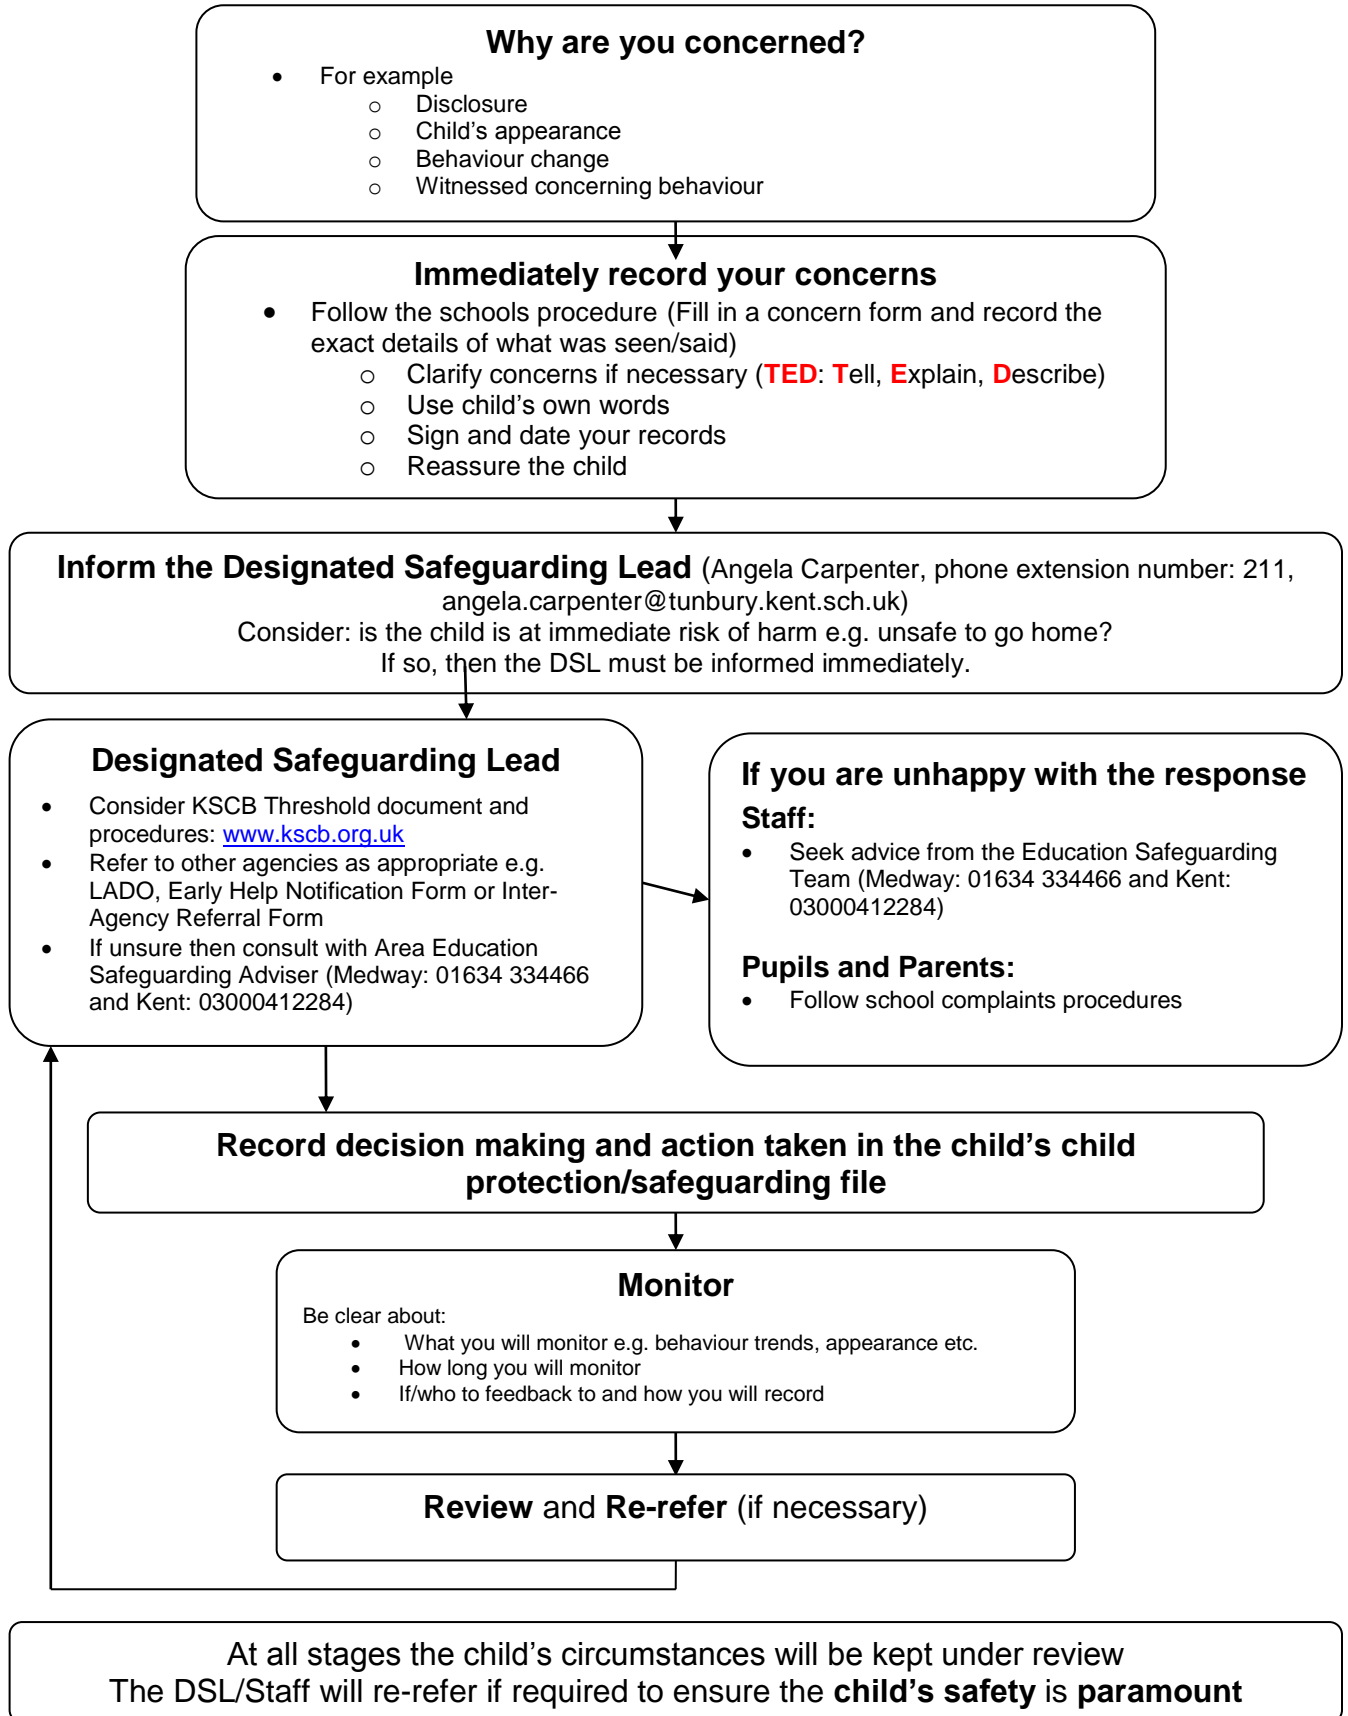 Why are you concerned?
• For example
o Disclosure
o Child's appearance
o Behaviour change
o Witnessed concerning behaviour
Immediately record your concerns
• Follow the schools procedure (Fill in a concern form and record the
exact details of what was seen/said)
o Clarify concerns if necessary (TED: Tell, Explain, Describe)
o Use child's own words
o Sign and date your records
o Reassure the child
Inform the Designated Safeguarding Lead (Angela Carpenter, phone extension number: 211,
angela.carpenter@tunbury.kent.sch.uk)
Consider: is the child is at immediate risk of harm e.g. unsafe to go home?
If so, then the DSL must be informed immediately.
Designated Safeguarding Lead
• Consider KSCB Threshold document and
procedures: www.kscb.org.uk
• Refer to other agencies as appropriate e.g.
LADO, Early Help Notification Form or Inter-
Agency Referral Form
• If unsure then consult with Area Education
Safeguarding Adviser (Medway: 01634 334466
and Kent: 03000412284)
If you are unhappy with the response
Staff:
• Seek advice from the Education Safeguarding
Team (Medway: 01634 334466 and Kent:
03000412284)
Pupils and Parents:
• Follow school complaints procedures
Record decision making and action taken in the child's child
protection/safeguarding file
Monitor
Be clear about:
• What you will monitor e.g. behaviour trends, appearance etc.
• How long you will monitor
• If/who to feedback to and how you will record
Review and Re-refer (if necessary)
At all stages the child's circumstances will be kept under review
The DSL/Staff will re-refer if required to ensure the child's safety is paramount